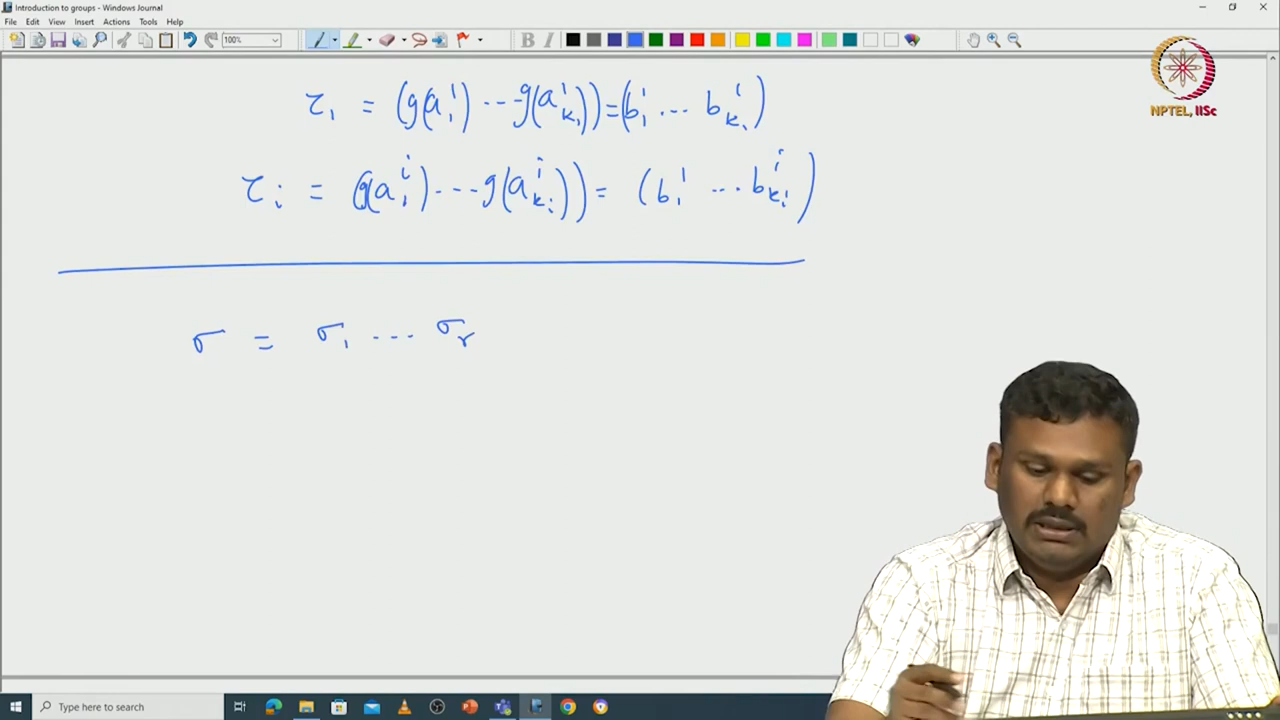 Introduction to groups - Windows Journal
File Edit View Insert Actions Tools Help
100%
B I
NPTEL, IISc
τ₁ = (g(a₁¹) ··· g(a¹ₖ₁)) = (b₁¹ ... b¹ₖ₁)
τᵢ = (g(a₁ⁱ) ··· g(aⁱₖᵢ)) = (b₁¹ ... bⁱₖᵢ)
σ = σ₁ ··· σᵣ
Type here to search